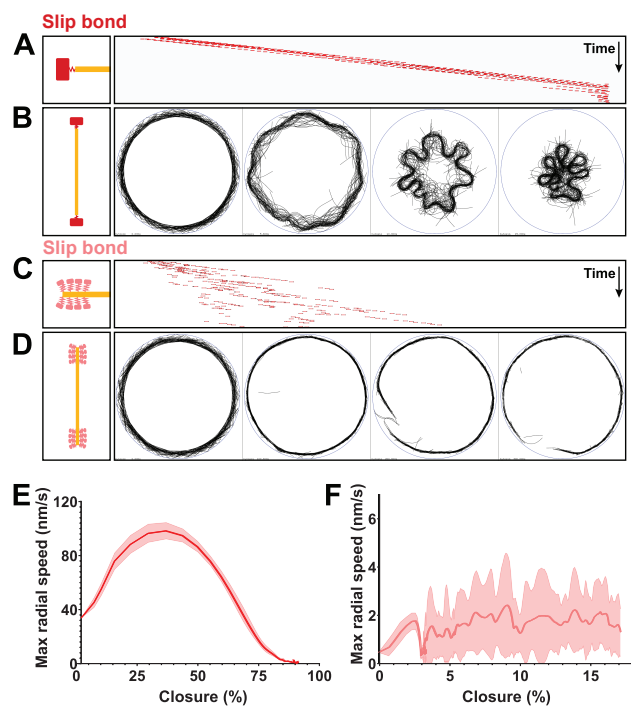 Slip bond
A
Time
B
Slip bond
C
Time
D
E
F
Max radial speed (nm/s)
120
80
40
0
0
25
50
75
100
Closure (%)
Max radial speed (nm/s)
6
4
2
0
0
5
10
15
Closure (%)